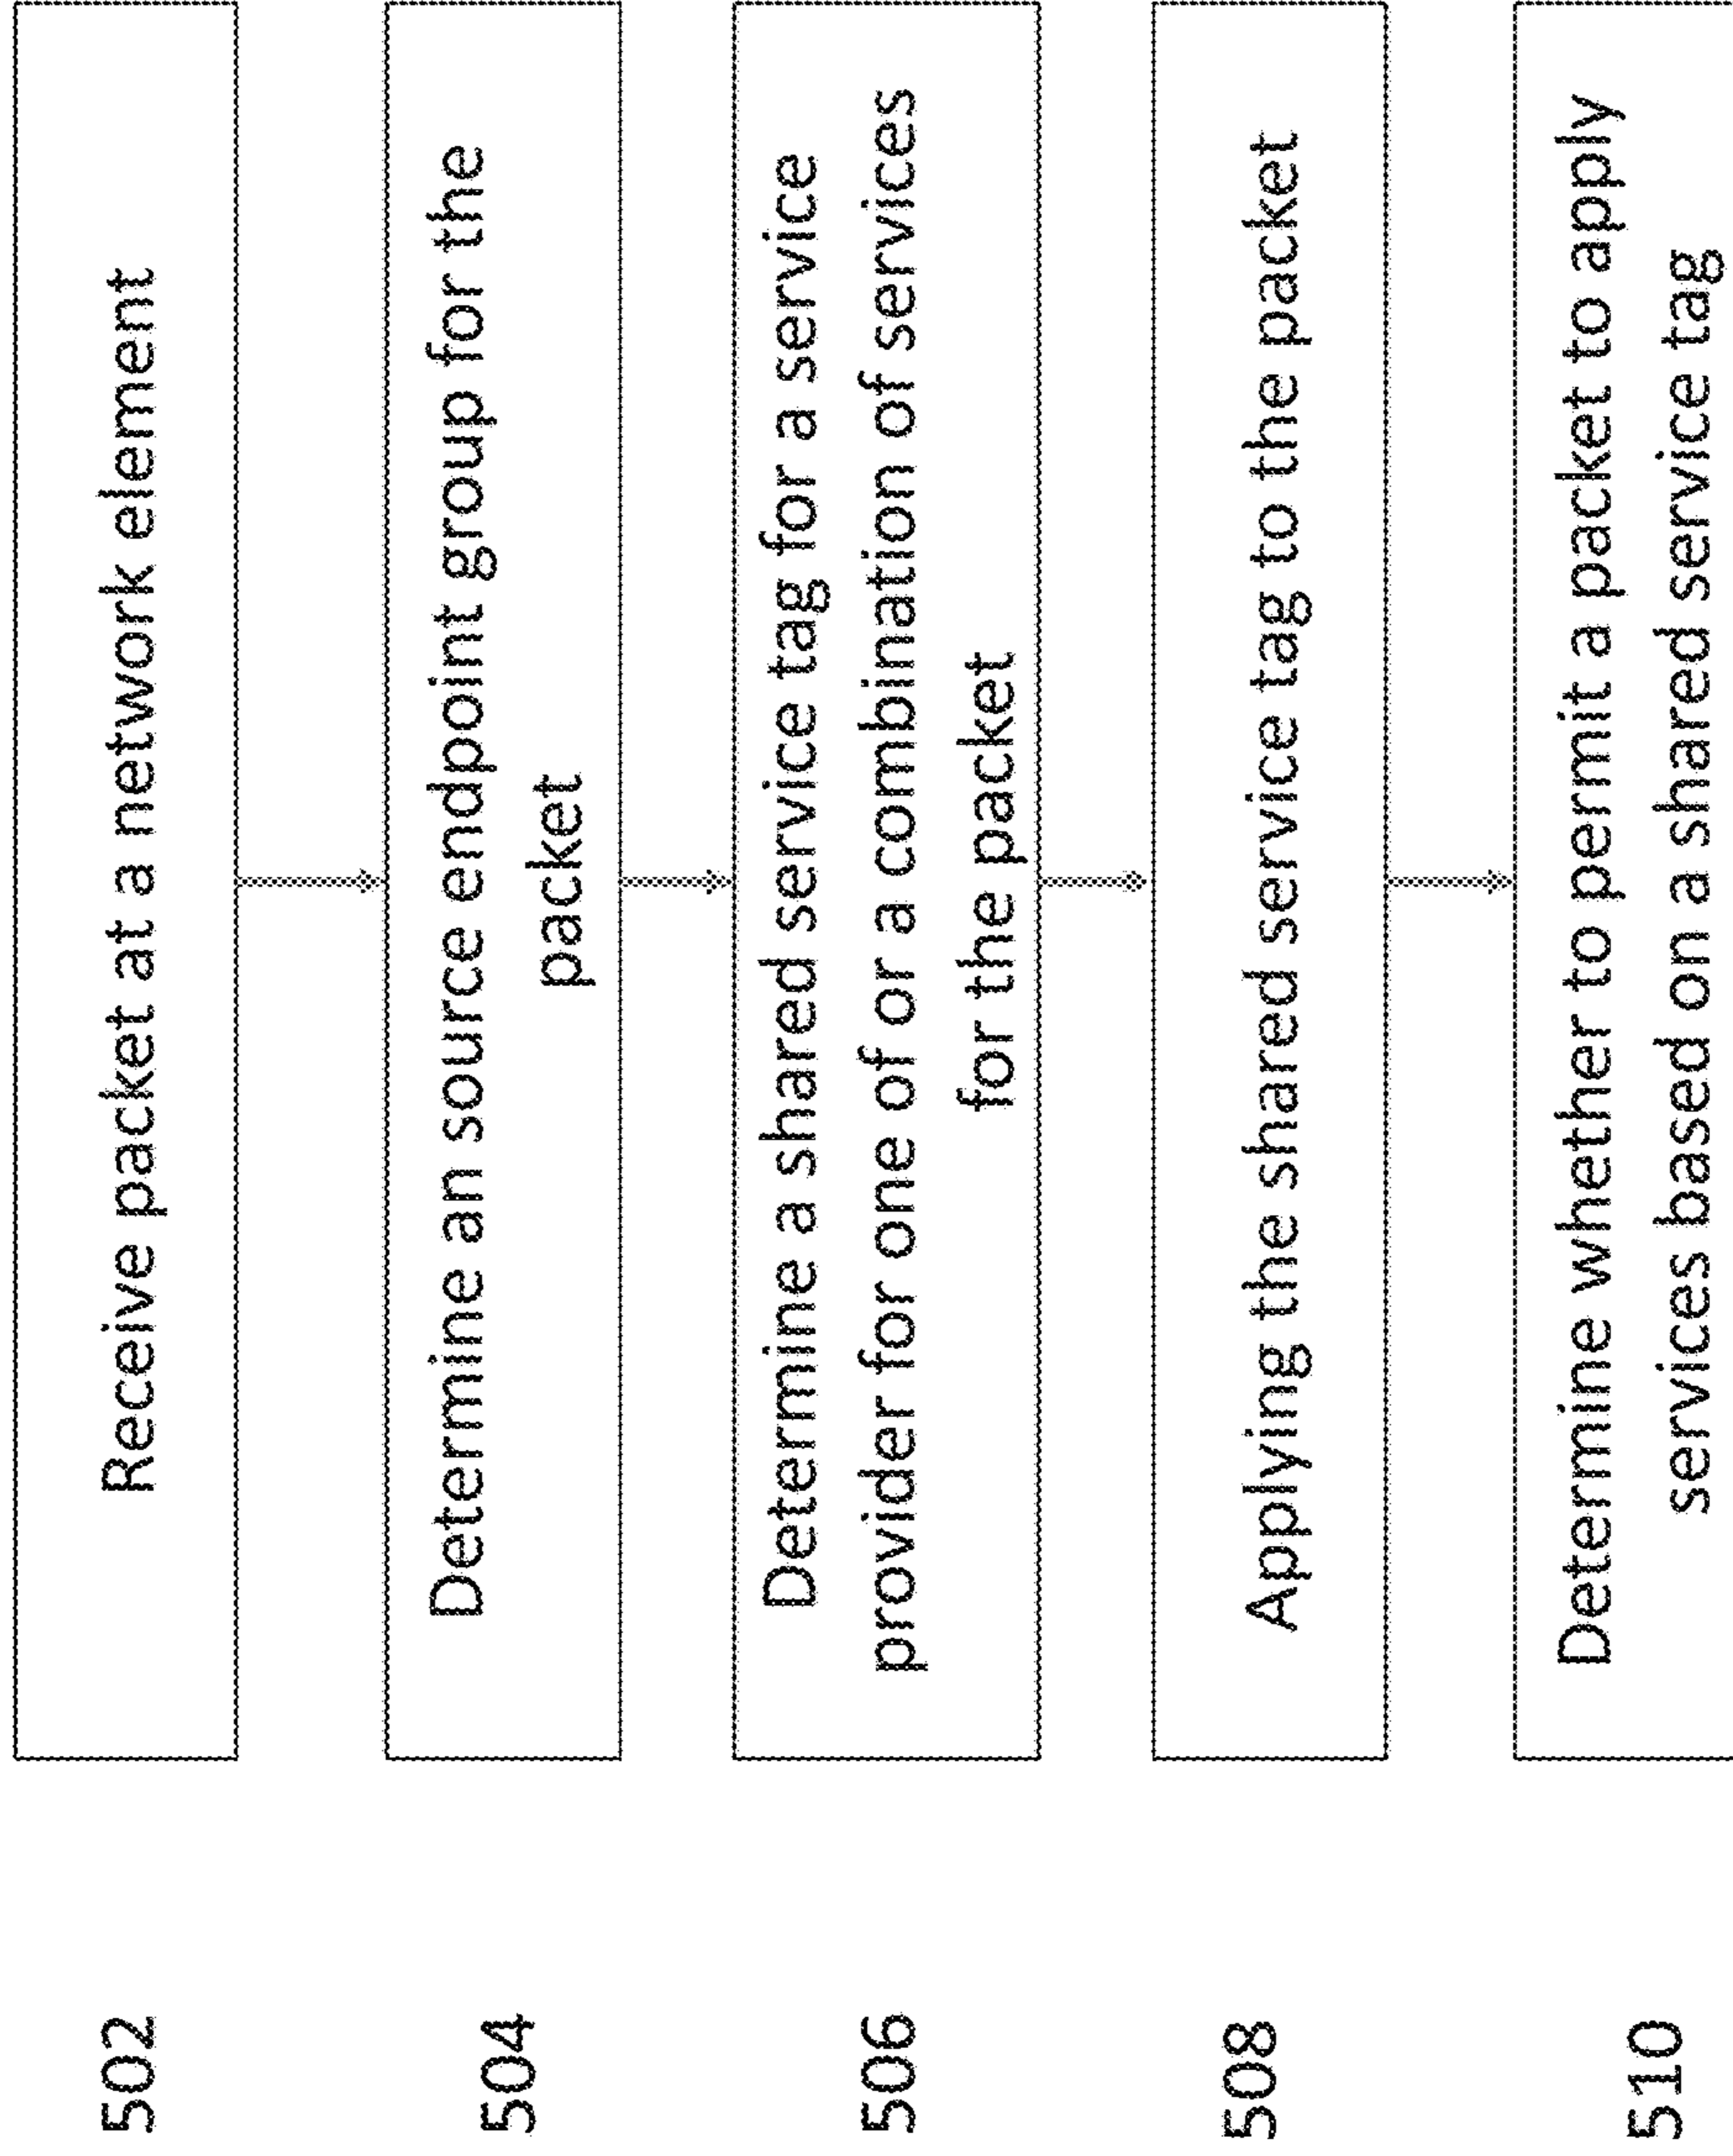 502
Receive packet at a network element
504
Determine an source endpoint group for the
packet
506
Determine a shared service tag for a service
provider for one of or a combination of services
for the packet
508
Applying the shared service tag to the packet
510
Determine whether to permit a packet to apply
services based on a shared service tag